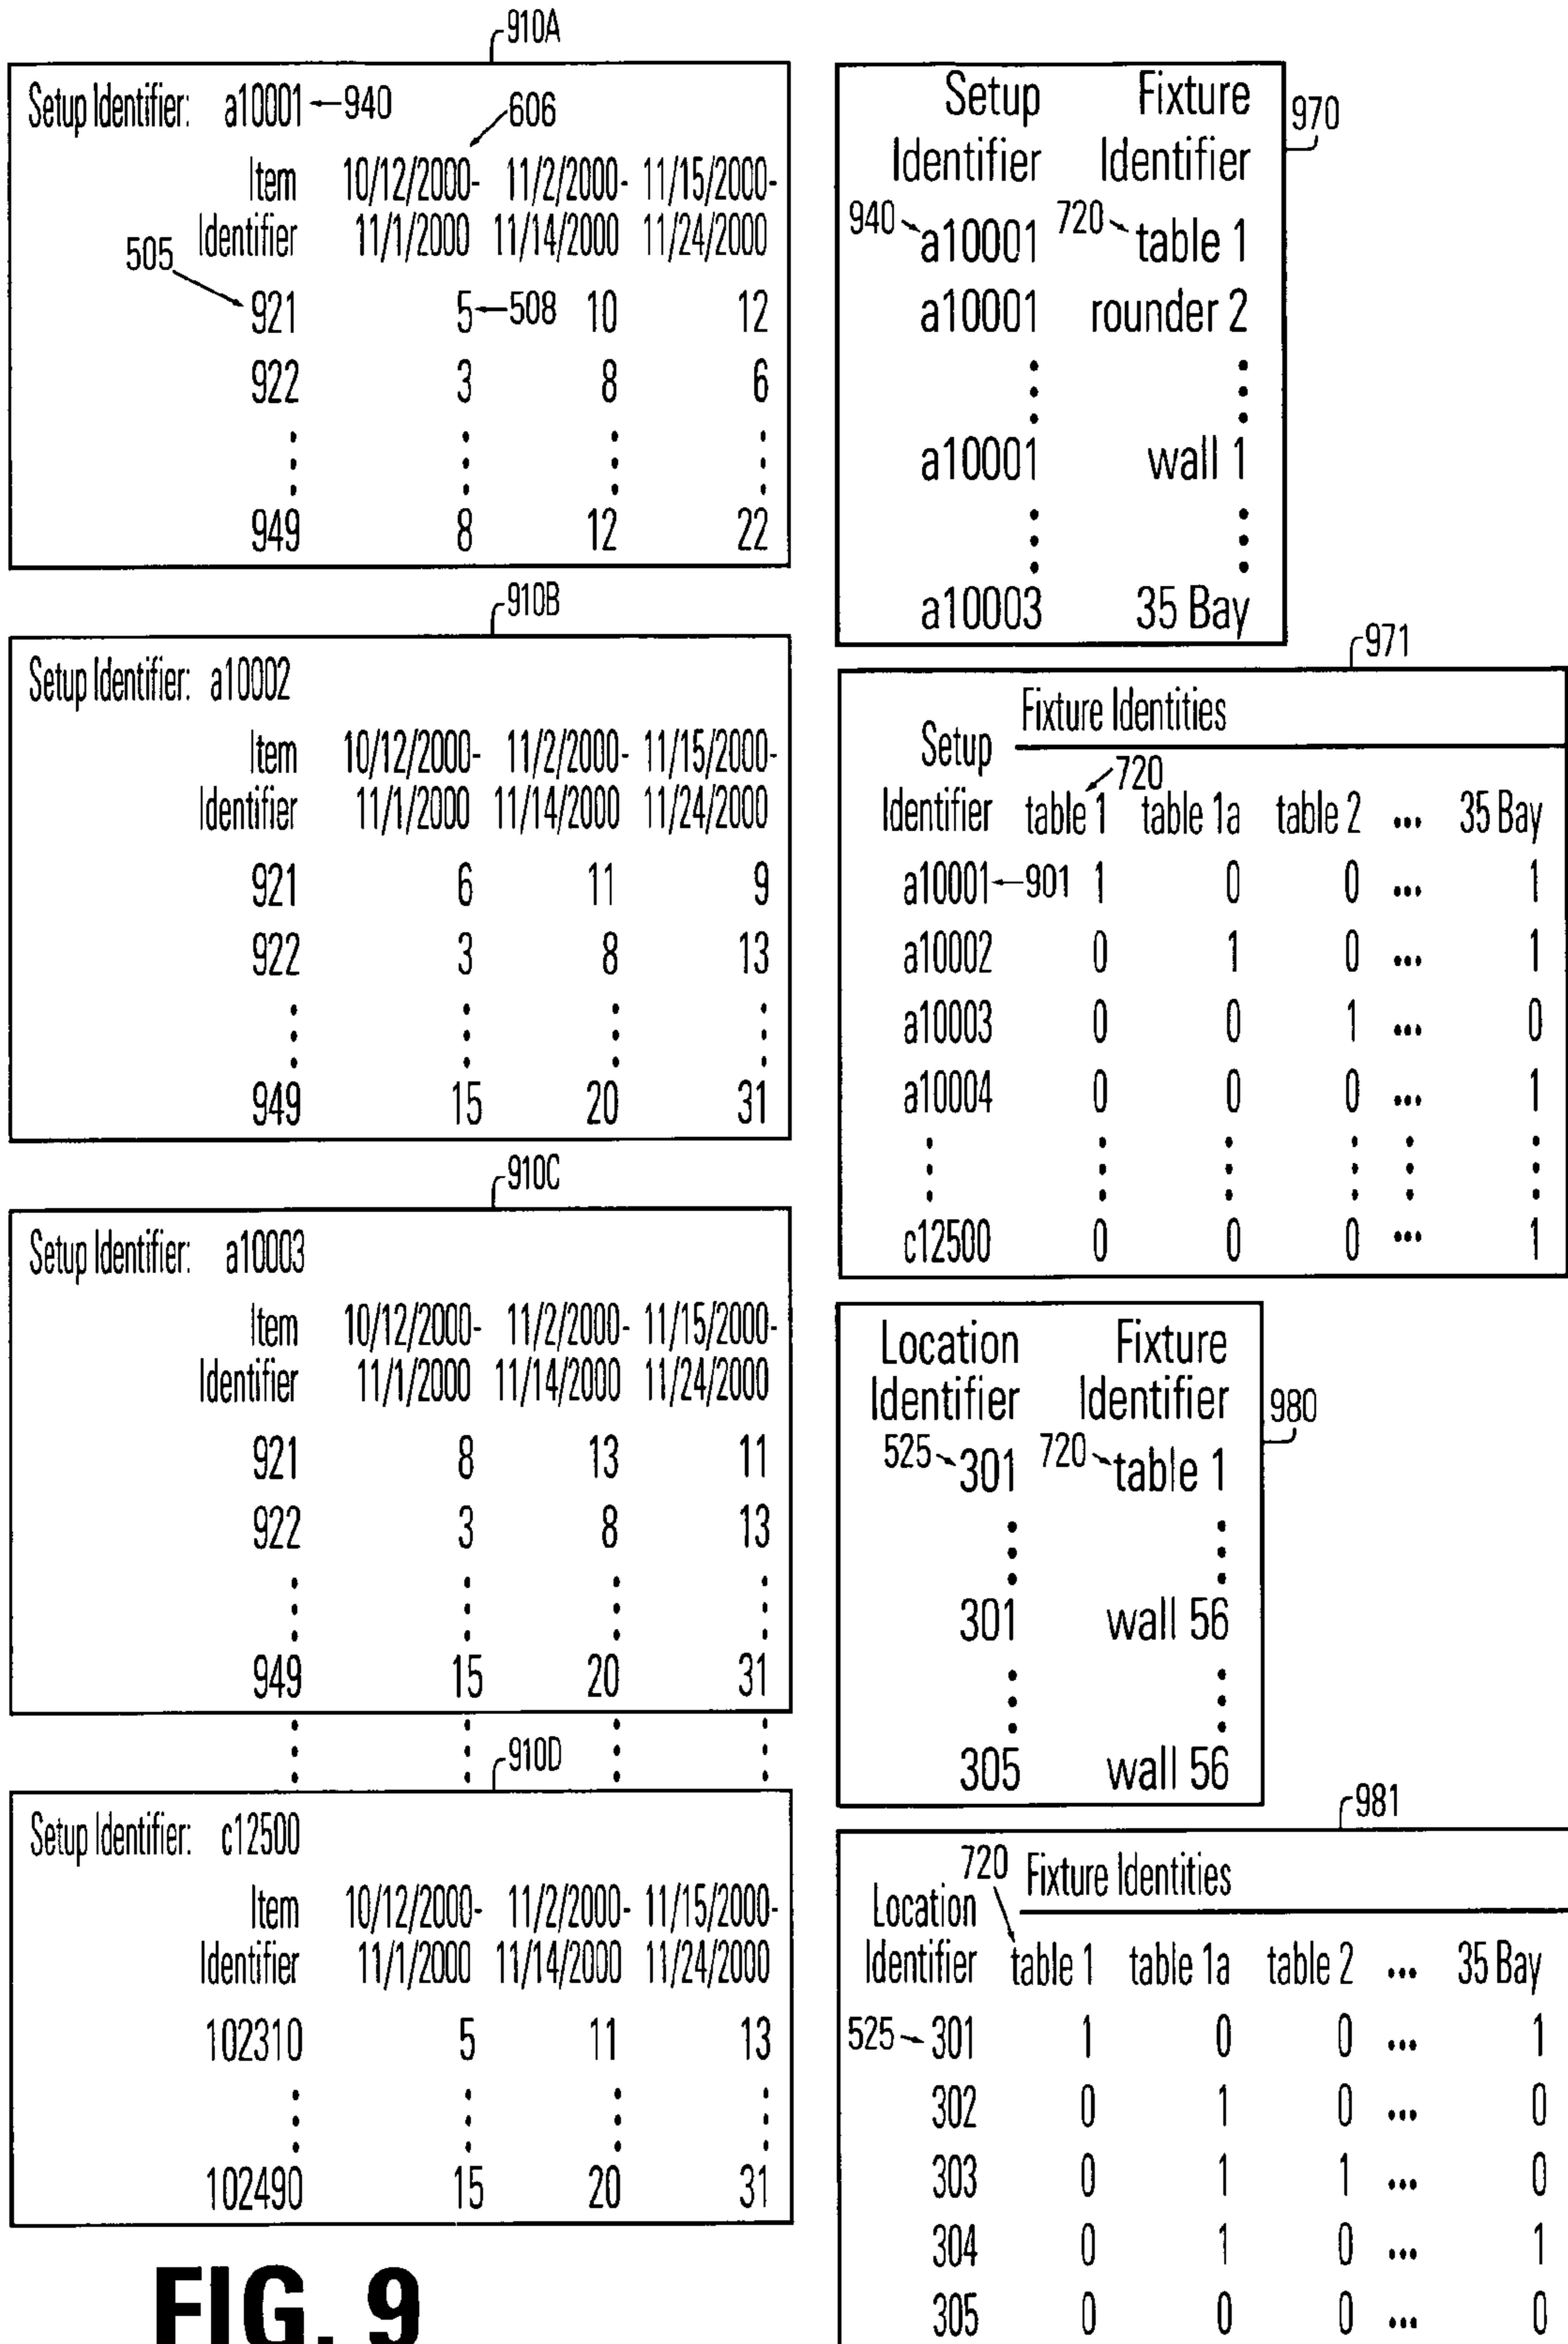 910A
Setup Identifier: a10001 940
606
Item 10/12/2000- 11/2/2000- 11/15/2000-
Identifier 11/1/2000 11/14/2000 11/24/2000
505
921 5 508 10 12
922 3 8 6
949 8 12 22
910B
Setup Identifier: a10002
Item 10/12/2000- 11/2/2000- 11/15/2000-
Identifier 11/1/2000 11/14/2000 11/24/2000
921 6 11 9
922 3 8 13
949 15 20 31
910C
Setup Identifier: a10003
Item 10/12/2000- 11/2/2000- 11/15/2000-
Identifier 11/1/2000 11/14/2000 11/24/2000
921 8 13 11
922 3 8 13
949 15 20 31
910D
Setup Identifier: c12500
Item 10/12/2000- 11/2/2000- 11/15/2000-
Identifier 11/1/2000 11/14/2000 11/24/2000
102310 5 11 13
102490 15 20 31
FIG. 9
970
Setup Fixture
Identifier Identifier
940 a10001 720 table 1
a10001 rounder 2
a10001 wall 1
a10003 35 Bay
971
Fixture Identities
Setup
720
Identifier table 1 table 1a table 2 ... 35 Bay
a10001 901 1 0 0 ... 1
a10002 0 1 0 ... 1
a10003 0 0 1 ... 0
a10004 0 0 0 ... 1
c12500 0 0 0 ... 1
Location Fixture
Identifier Identifier
980
525 301 720 table 1
301 wall 56
305 wall 56
981
720 Fixture Identities
Location
Identifier table 1 table 1a table 2 ... 35 Bay
525 301 1 0 0 ... 1
302 0 1 0 ... 0
303 0 1 1 ... 0
304 0 1 0 ... 1
305 0 0 0 ... 0